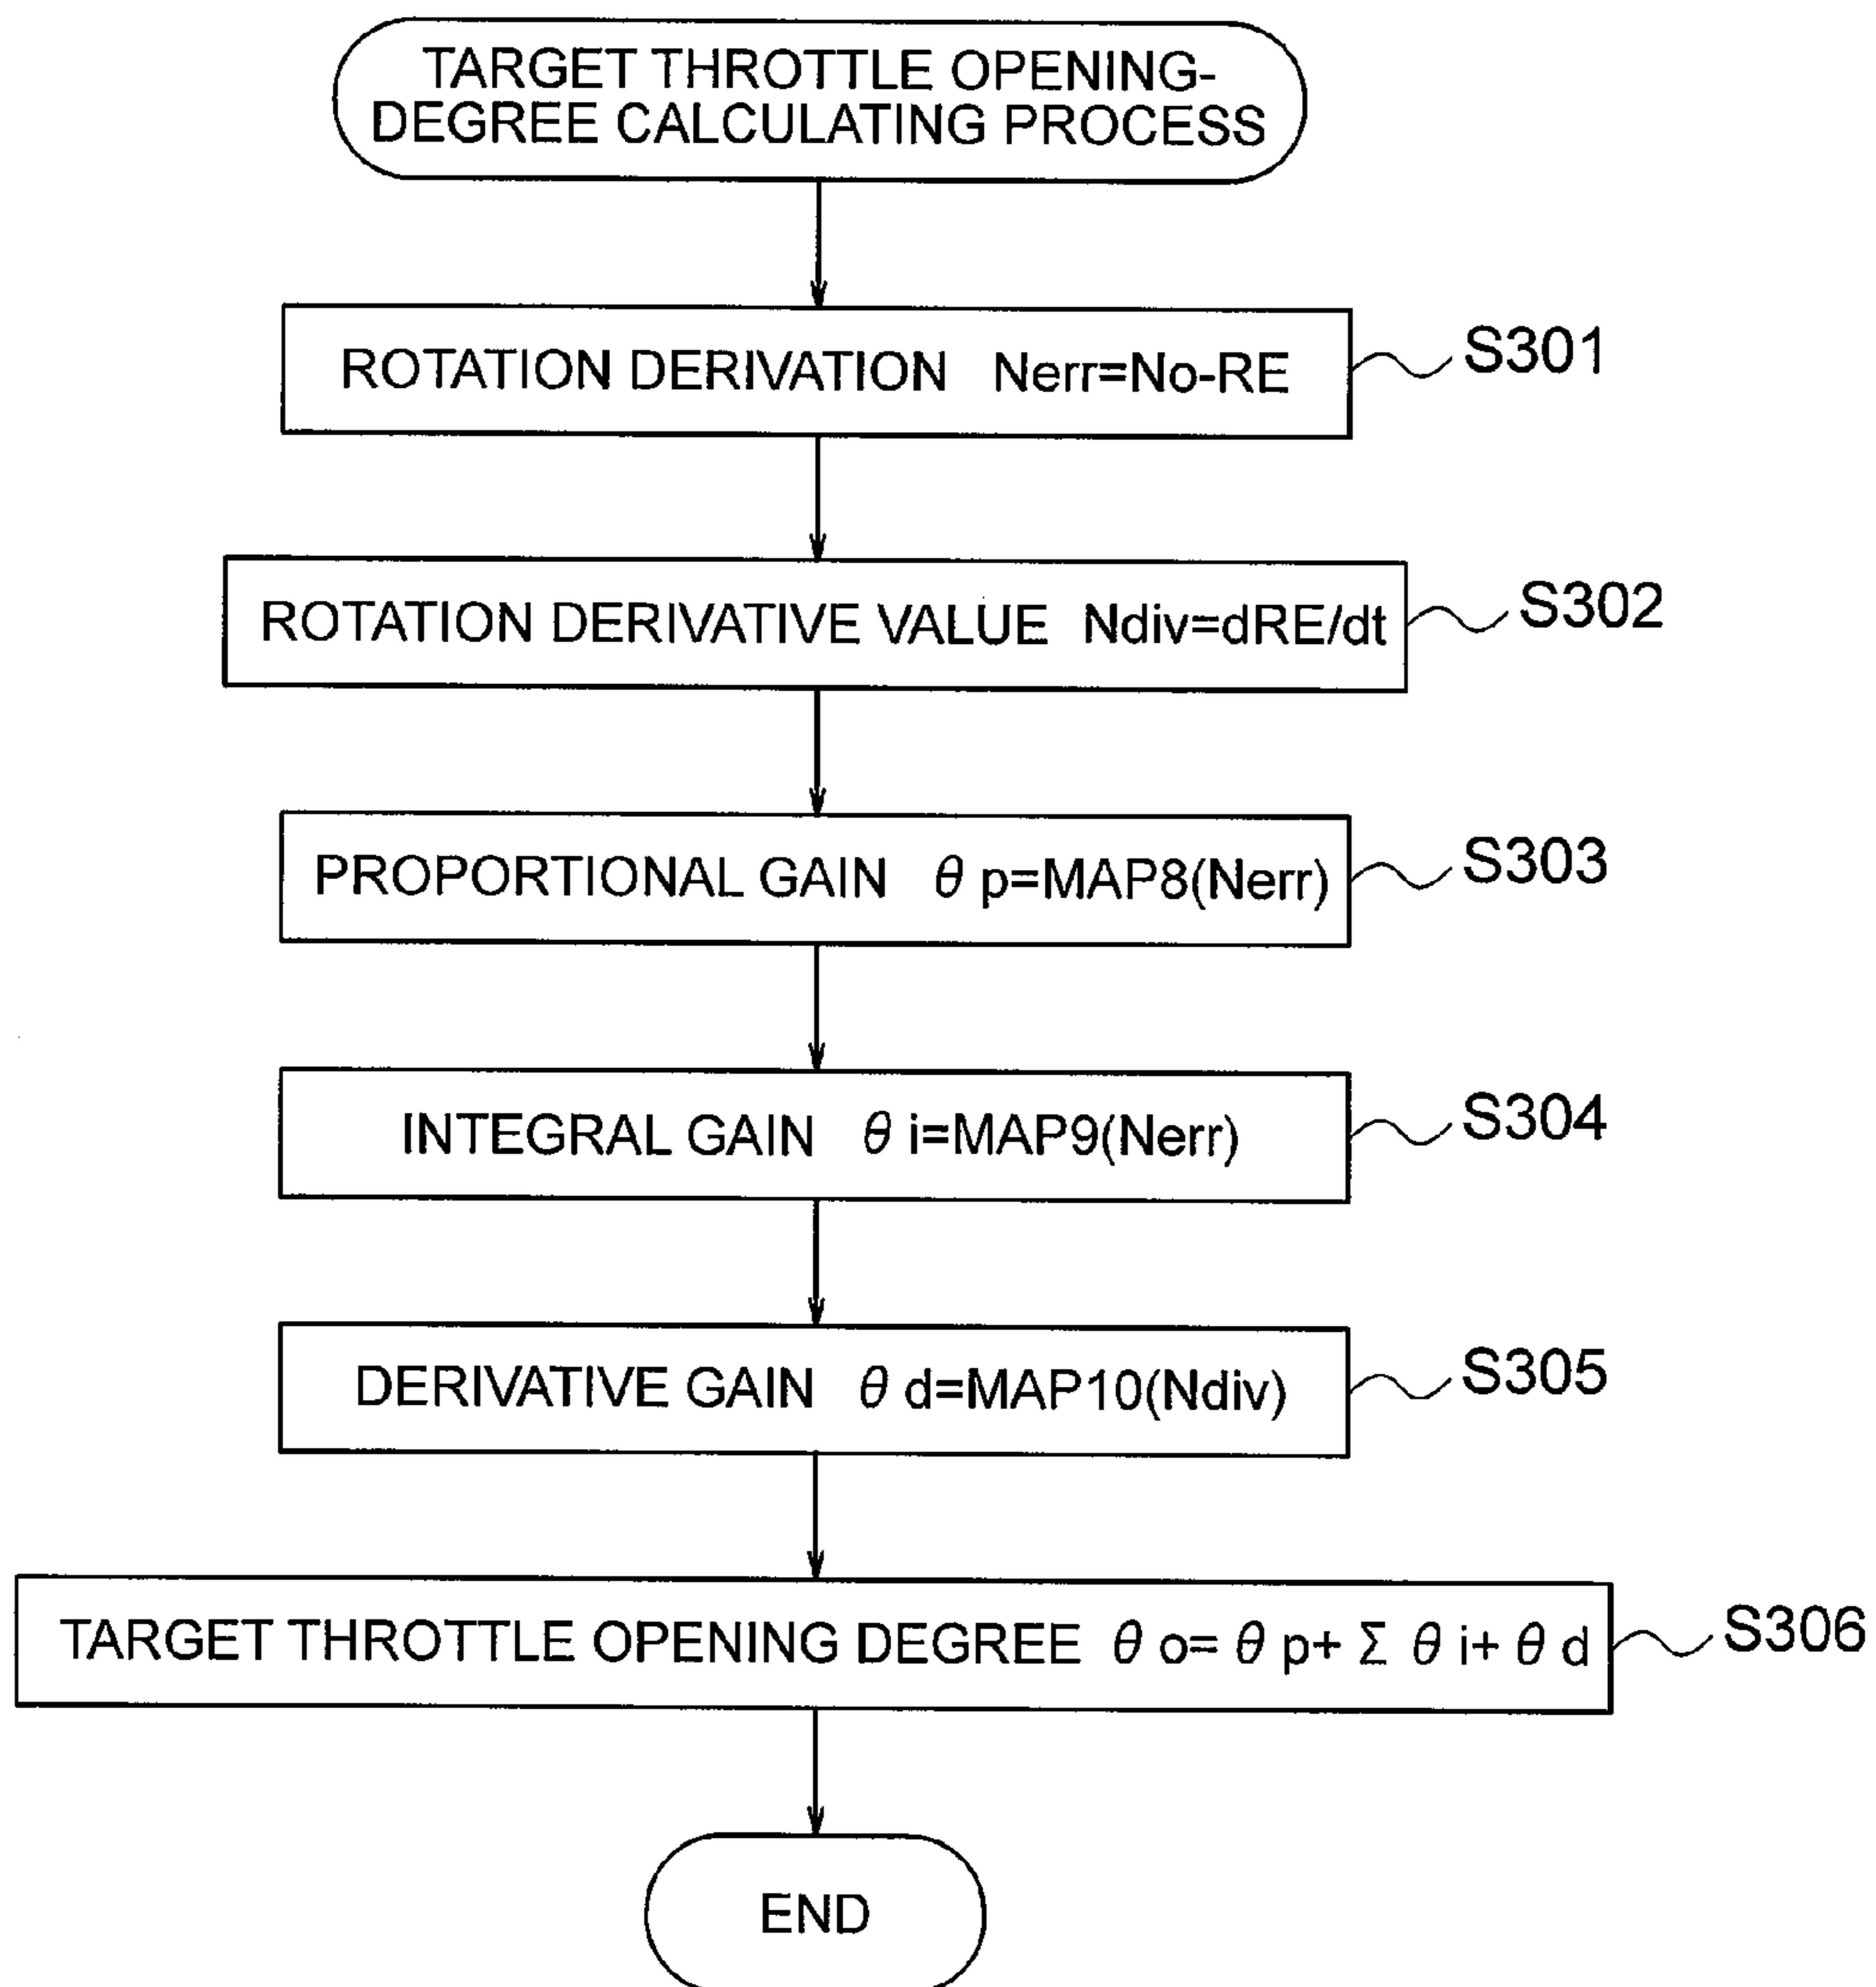 TARGET THROTTLE OPENING-
DEGREE CALCULATING PROCESS
ROTATION DERIVATION Nerr=No-RE
S301
ROTATION DERIVATIVE VALUE Ndiv=dRE/dt
S302
PROPORTIONAL GAIN θ p=MAP8(Nerr)
S303
INTEGRAL GAIN θ i=MAP9(Nerr)
S304
DERIVATIVE GAIN θ d=MAP10(Ndiv)
S305
TARGET THROTTLE OPENING DEGREE θ o= θ p+ Σ θ i+ θ d
S306
END